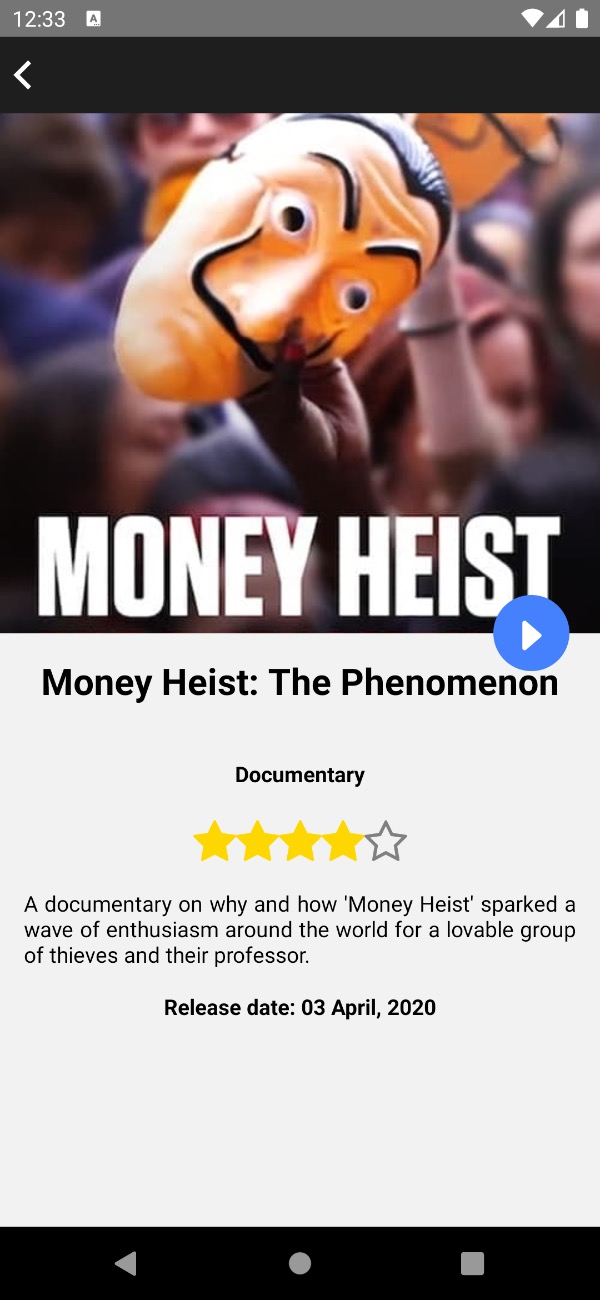 12:33
A
MONEY HEIST
Money Heist: The Phenomenon
Documentary
A documentary on why and how 'Money Heist' sparked a
wave of enthusiasm around the world for a lovable group
of thieves and their professor.
Release date: 03 April, 2020